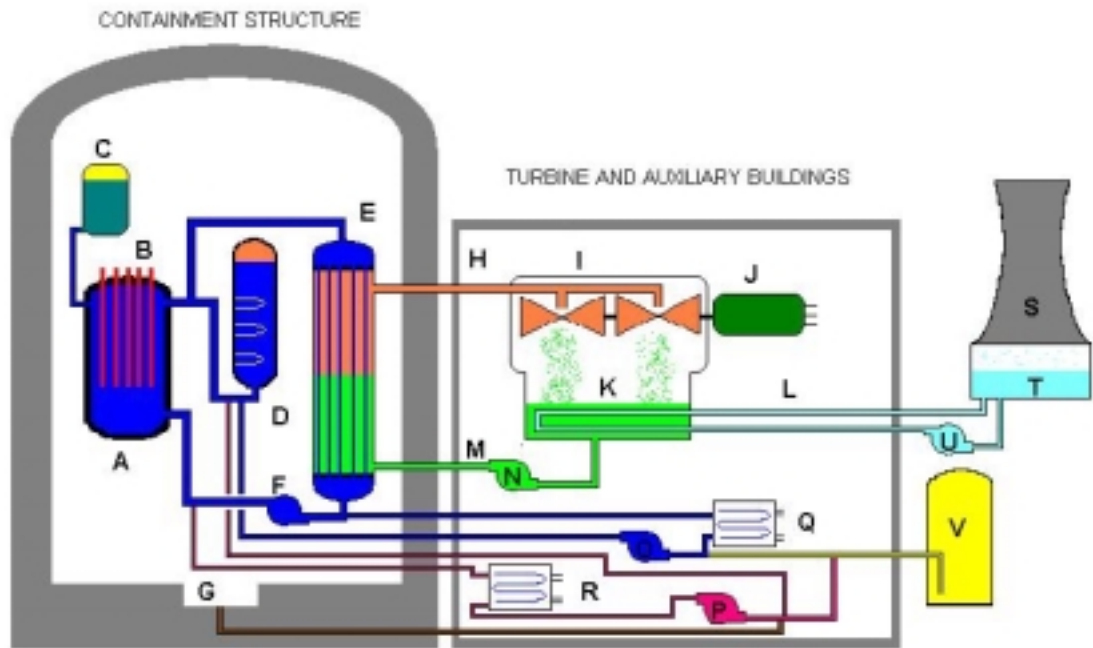 CONTAINMENT STRUCTURE
C
B
E
TURBINE AND AUXILIARY BUILDINGS
H
I
J
S
K
L
T
D
A
M
N
U
F
Q
O
V
G
R
P